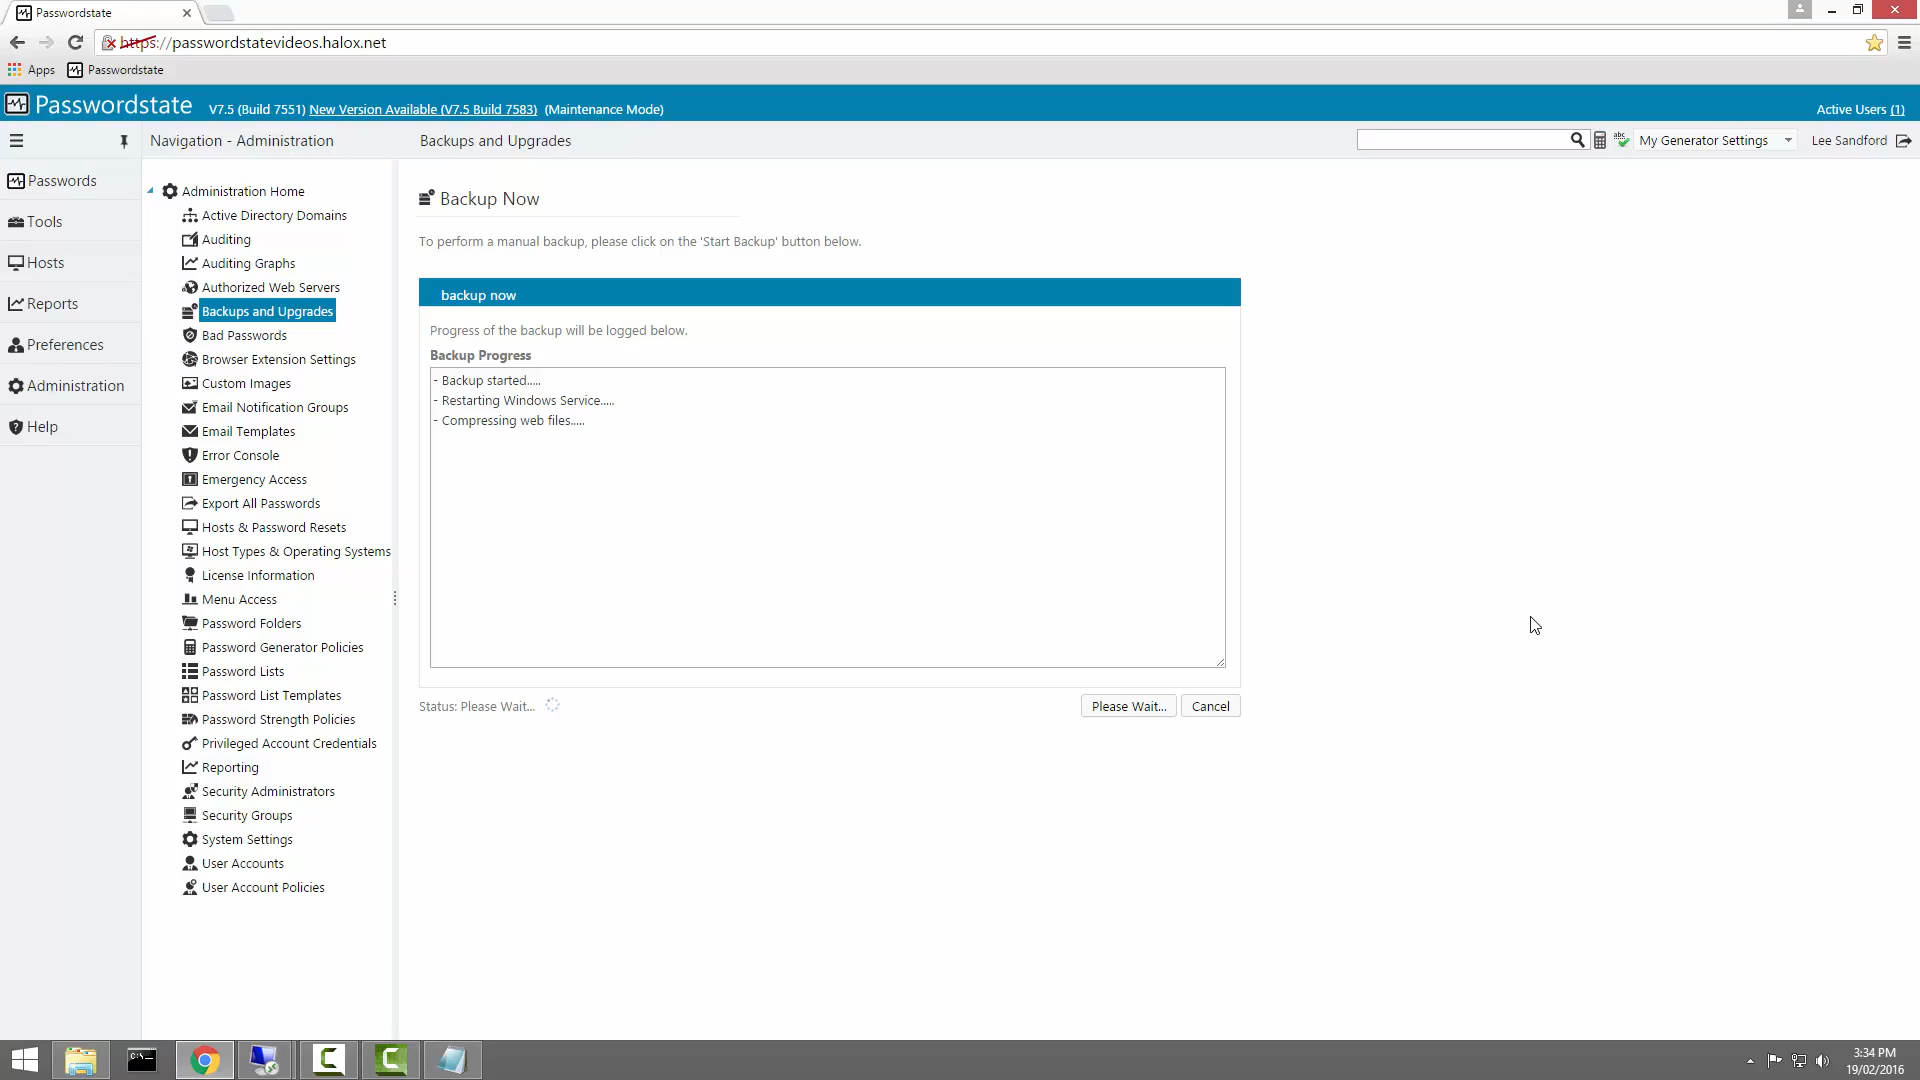 Passwordstate
https://passwordstatevideos.halox.net
Apps Passwordstate
Passwordstate V7.5 (Build 7551) New Version Available (V7.5 Build 7583) (Maintenance Mode) Active Users (1)
Navigation - Administration Backups and Upgrades My Generator Settings Lee Sandford
Passwords
Tools
Hosts
Reports
Preferences
Administration
Help
Administration Home
Active Directory Domains
Auditing
Auditing Graphs
Authorized Web Servers
Backups and Upgrades
Bad Passwords
Browser Extension Settings
Custom Images
Email Notification Groups
Email Templates
Error Console
Emergency Access
Export All Passwords
Hosts & Password Resets
Host Types & Operating Systems
License Information
Menu Access
Password Folders
Password Generator Policies
Password Lists
Password List Templates
Password Strength Policies
Privileged Account Credentials
Reporting
Security Administrators
Security Groups
System Settings
User Accounts
User Account Policies
Backup Now
To perform a manual backup, please click on the 'Start Backup' button below.
backup now
Progress of the backup will be logged below.
Backup Progress
- Backup started.....
- Restarting Windows Service.....
- Compressing web files.....
Status: Please Wait... Please Wait... Cancel
3:34 PM
19/02/2016